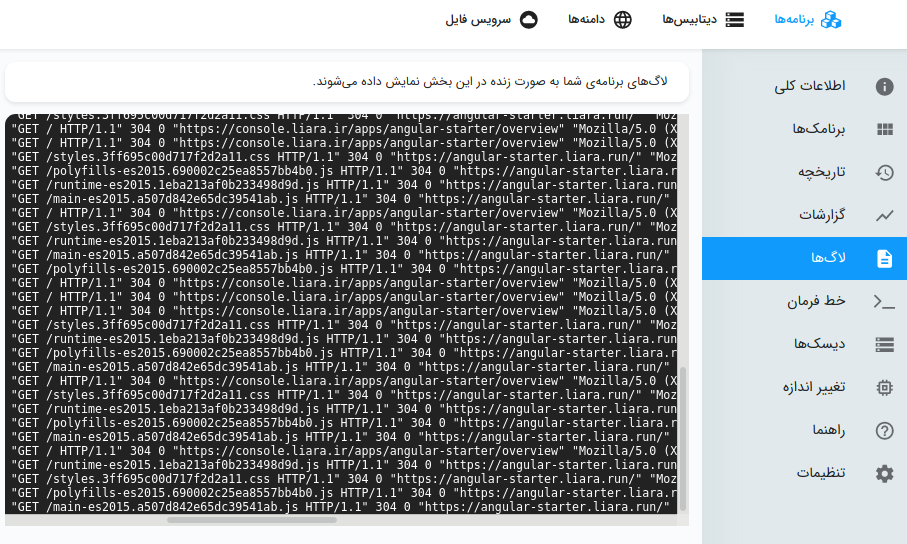 برنامه‌ها
دیتابیس‌ها
دامنه‌ها
سرویس فایل
اطلاعات کلی
برنامک‌ها
تاریخچه
گزارشات
لاگ‌ها
خط فرمان
دیسک‌ها
تغییر اندازه
راهنما
تنظیمات
لاگ‌های برنامه‌ی شما به صورت زنده در این بخش نمایش داده می‌شوند.
"GET /styles.3ff695c00d717f2d2a11.css HTTP/1.1" 304 0 "https://angular-starter.liara.run/" "Moz
"GET / HTTP/1.1" 304 0 "https://console.liara.ir/apps/angular-starter/overview" "Mozilla/5.0 (X
"GET / HTTP/1.1" 304 0 "https://console.liara.ir/apps/angular-starter/overview" "Mozilla/5.0 (X
"GET /styles.3ff695c00d717f2d2a11.css HTTP/1.1" 304 0 "https://angular-starter.liara.run/" "Moz
"GET /polyfills-es2015.690002c25ea8557bb4b0.js HTTP/1.1" 304 0 "https://angular-starter.liara.r
"GET /runtime-es2015.1eba213af0b233498d9d.js HTTP/1.1" 304 0 "https://angular-starter.liara.run
"GET /main-es2015.a507d842e65dc39541ab.js HTTP/1.1" 304 0 "https://angular-starter.liara.run/"
"GET / HTTP/1.1" 304 0 "https://console.liara.ir/apps/angular-starter/overview" "Mozilla/5.0 (X
"GET /styles.3ff695c00d717f2d2a11.css HTTP/1.1" 304 0 "https://angular-starter.liara.run/" "Moz
"GET /runtime-es2015.1eba213af0b233498d9d.js HTTP/1.1" 304 0 "https://angular-starter.liara.run
"GET /main-es2015.a507d842e65dc39541ab.js HTTP/1.1" 304 0 "https://angular-starter.liara.run/"
"GET /polyfills-es2015.690002c25ea8557bb4b0.js HTTP/1.1" 304 0 "https://angular-starter.liara.r
"GET / HTTP/1.1" 304 0 "https://console.liara.ir/apps/angular-starter/overview" "Mozilla/5.0 (X
"GET / HTTP/1.1" 304 0 "https://console.liara.ir/apps/angular-starter/overview" "Mozilla/5.0 (X
"GET / HTTP/1.1" 304 0 "https://console.liara.ir/apps/angular-starter/overview" "Mozilla/5.0 (X
"GET /styles.3ff695c00d717f2d2a11.css HTTP/1.1" 304 0 "https://angular-starter.liara.run/" "Moz
"GET /runtime-es2015.1eba213af0b233498d9d.js HTTP/1.1" 304 0 "https://angular-starter.liara.run
"GET /polyfills-es2015.690002c25ea8557bb4b0.js HTTP/1.1" 304 0 "https://angular-starter.liara.r
"GET /main-es2015.a507d842e65dc39541ab.js HTTP/1.1" 304 0 "https://angular-starter.liara.run/"
"GET / HTTP/1.1" 304 0 "https://console.liara.ir/apps/angular-starter/overview" "Mozilla/5.0 (X
"GET /styles.3ff695c00d717f2d2a11.css HTTP/1.1" 304 0 "https://angular-starter.liara.run/" "Moz
"GET /runtime-es2015.1eba213af0b233498d9d.js HTTP/1.1" 304 0 "https://angular-starter.liara.run
"GET /polyfills-es2015.690002c25ea8557bb4b0.js HTTP/1.1" 304 0 "https://angular-starter.liara.r
"GET /main-es2015.a507d842e65dc39541ab.js HTTP/1.1" 304 0 "https://angular-starter.liara.run/"
"GET / HTTP/1.1" 304 0 "https://console.liara.ir/apps/angular-starter/overview" "Mozilla/5.0 (X
"GET /runtime-es2015.1eba213af0b233498d9d.js HTTP/1.1" 304 0 "https://angular-starter.liara.run
"GET /styles.3ff695c00d717f2d2a11.css HTTP/1.1" 304 0 "https://angular-starter.liara.run/" "Moz
"GET /polyfills-es2015.690002c25ea8557bb4b0.js HTTP/1.1" 304 0 "https://angular-starter.liara.r
"GET /main-es2015.a507d842e65dc39541ab.js HTTP/1.1" 304 0 "https://angular-starter.liara.run/"